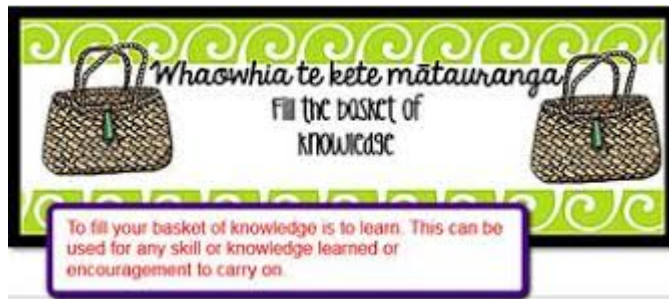 Whaowhia te kete mātauranga
Fill the basket of
knowledge
To fill your basket of knowledge is to learn. This can be
used for any skill or knowledge learned or
encouragement to carry on.